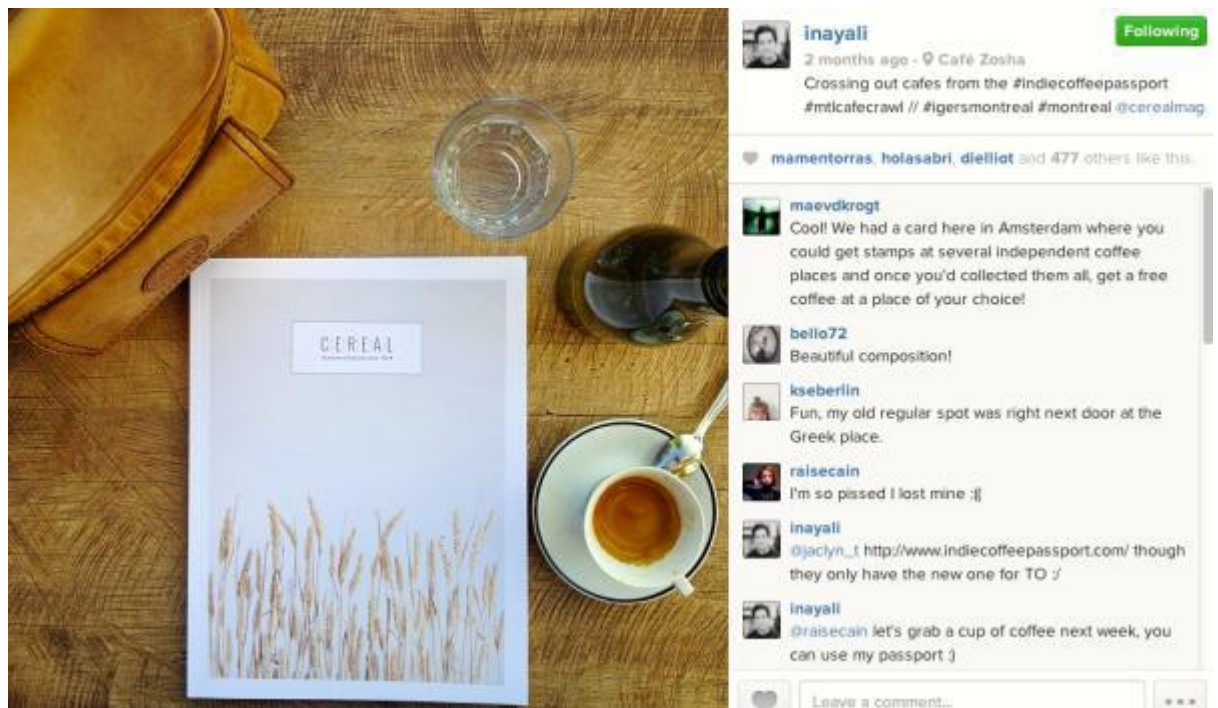 CEREAL
inayali
Following
2 months ago - Café Zosha
Crossing out cafes from the #indiecoffeepassport
#mtlcafecrawl // #igersmontreal #montreal @cerealmag
mamentorras, holasabri, dielliot and 477 others like this.
maevdkrogt
Cool! We had a card here in Amsterdam where you
could get stamps at several independent coffee
places and once you'd collected them all, get a free
coffee at a place of your choice!
bello72
Beautiful composition!
kseberlin
Fun, my old regular spot was right next door at the
Greek place.
raisecain
I'm so pissed I lost mine :||
inayali
@jaclyn_t http://www.indiecoffeepassport.com/ though
they only have the new one for TO :/
inayali
@raisecain let's grab a cup of coffee next week, you
can use my passport :)
Leave a comment...